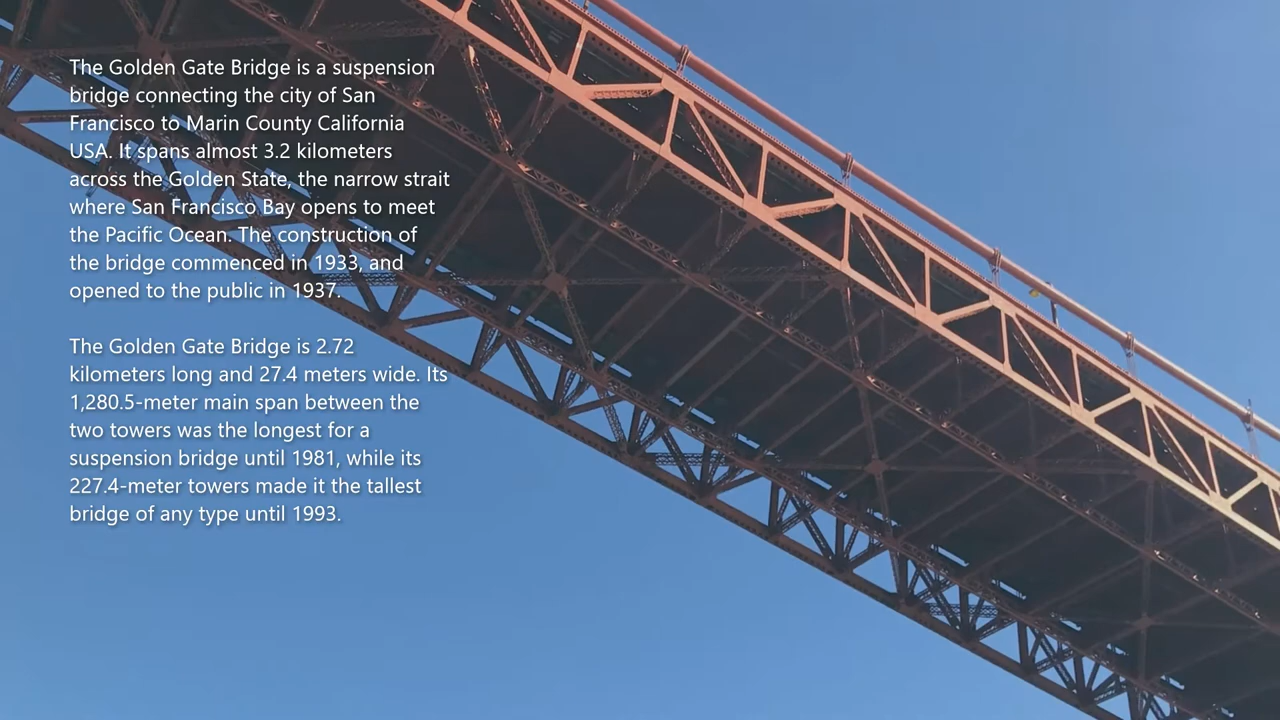 The Golden Gate Bridge is a suspension
bridge connecting the city of San
Francisco to Marin County California
USA. It spans almost 3.2 kilometers
across the Golden State, the narrow strait
where San Francisco Bay opens to meet
the Pacific Ocean. The construction of
the bridge commenced in 1933, and
opened to the public in 1937.
The Golden Gate Bridge is 2.72
kilometers long and 27.4 meters wide. Its
1,280.5-meter main span between the
two towers was the longest for a
suspension bridge until 1981, while its
227.4-meter towers made it the tallest
bridge of any type until 1993.